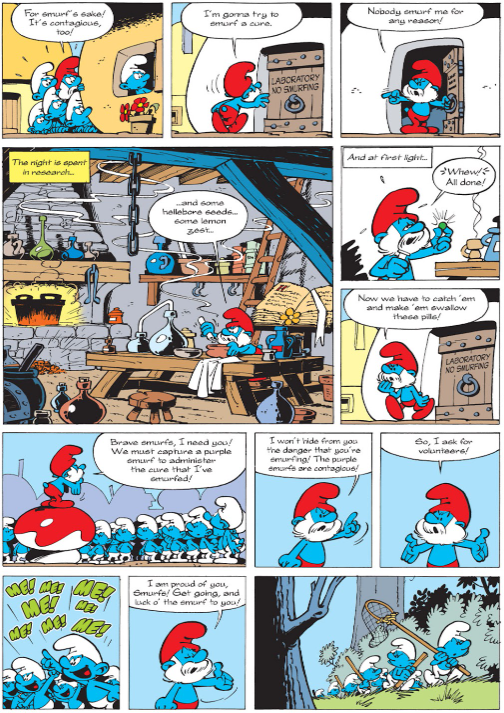 For smurf's sake!
It's contagious,
too!
I'm gonna try to
smurf a cure.
LABORATORY
NO SMURFING
Nobody smurf me for
any reason!
The night is spent
in research...
...and some
hellebore seeds...
some lemon
zest...
And at first light...
Whew!
All done!
Now we have to catch 'em
and make 'em swallow
these pills!
LABORATORY
NO SMURFING
Brave smurfs, I need you!
We must capture a purple
smurf to administer
the cure that I've
smurfed!
I won't hide from you
the danger that you're
smurfing! The purple
smurfs are contagious!
So, I ask for
volunteers!
ME! ME! ME!
ME! ME!
ME! ME! ME!
I am proud of you,
Smurfs! Get going, and
luck o' the smurf to you!